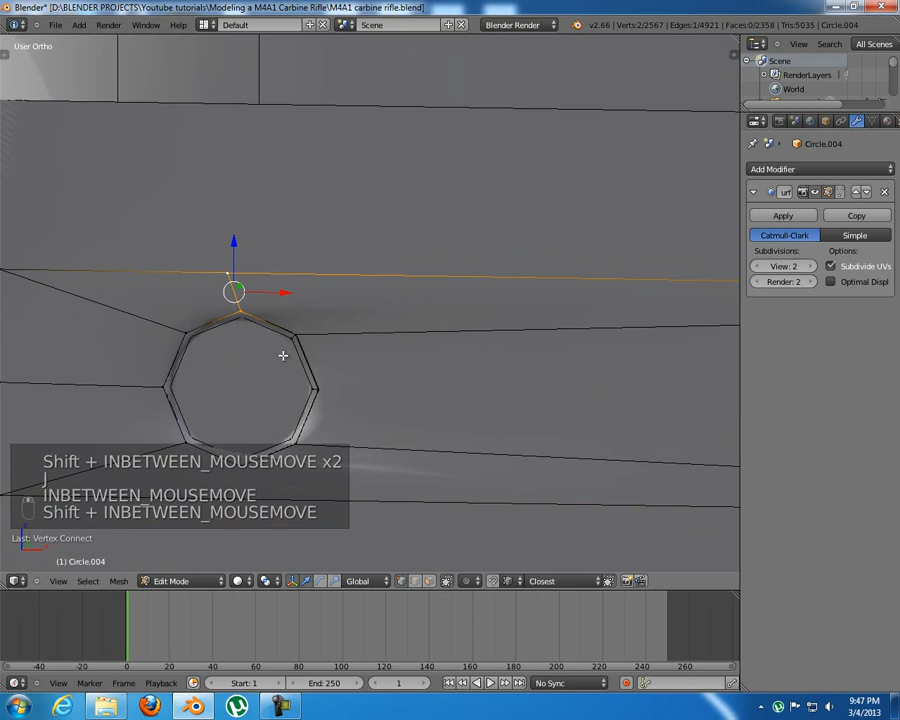 Blender* [D:\BLENDER PROJECTS\Youtube tutorials\Modeling a M4A1 Carbine Rifle\M4A1 carbine rifle.blend]
File Add Render Window Help Default Scene Blender Render v2.66 | Verts:2/2567 | Edges:1/4921 | Faces:0/2358 | Tris:5035 | Circle.004
User Ortho
View Search All Scenes
Scene
RenderLayers
World
Circle.004
Add Modifier
urf
Apply Copy
Catmull-Clark Simple
Subdivisions: Options:
View: 2 Subdivide UVs
Render: 2 Optimal Displ
Shift + INBETWEEN_MOUSEMOVE x2
J
INBETWEEN_MOUSEMOVE
Shift + INBETWEEN_MOUSEMOVE
Last: Vertex Connect
(1) Circle.004
View Select Mesh Edit Mode Global Closest
-40 -20 0 20 40 60 80 100 120 140 160 180 200 220 240 260 280
View Marker Frame Playback Start: 1 End: 250 1 No Sync
9:47 PM
3/4/2013